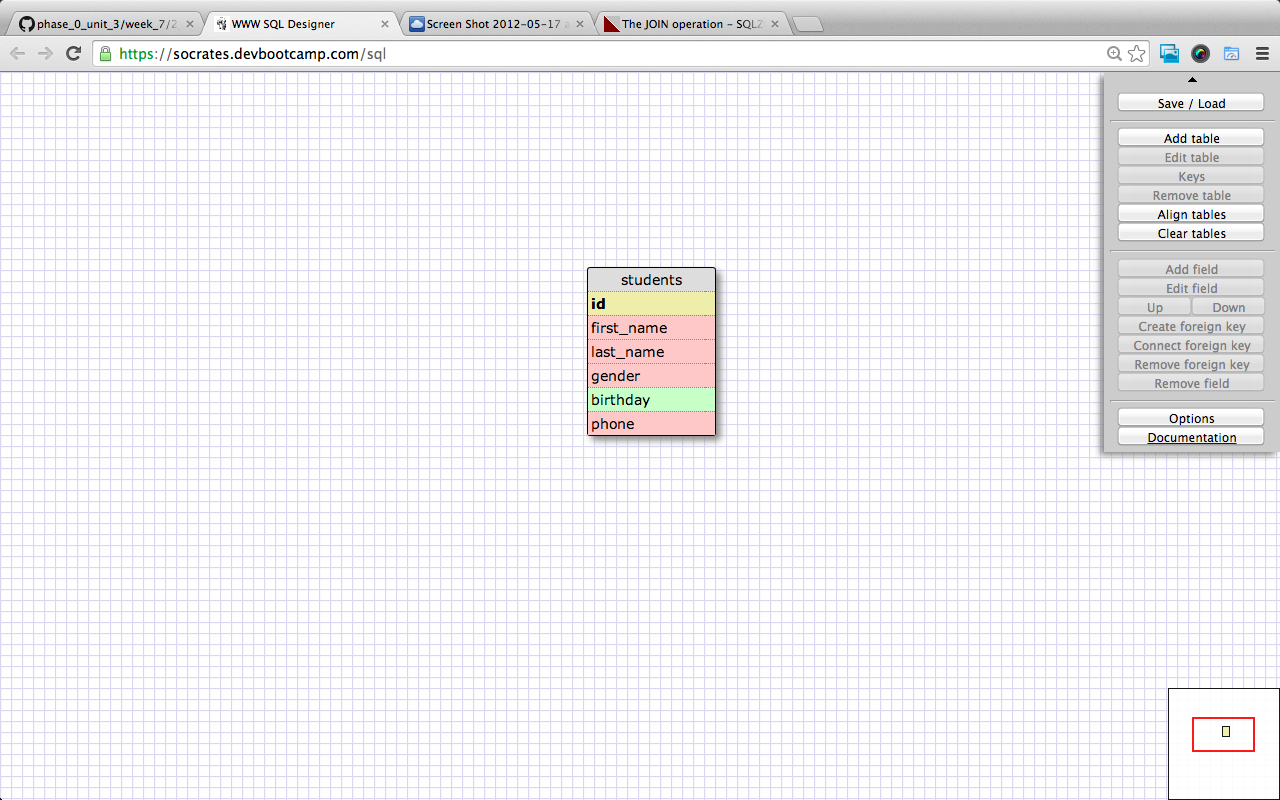 phase_0_unit_3/week_7/2
WWW SQL Designer
Screen Shot 2012-05-17 a
The JOIN operation – SQLZ
https://socrates.devbootcamp.com/sql
Save / Load
Add table
Edit table
Keys
Remove table
Align tables
Clear tables
Add field
Edit field
Up Down
Create foreign key
Connect foreign key
Remove foreign key
Remove field
Options
Documentation
students
id
first_name
last_name
gender
birthday
phone